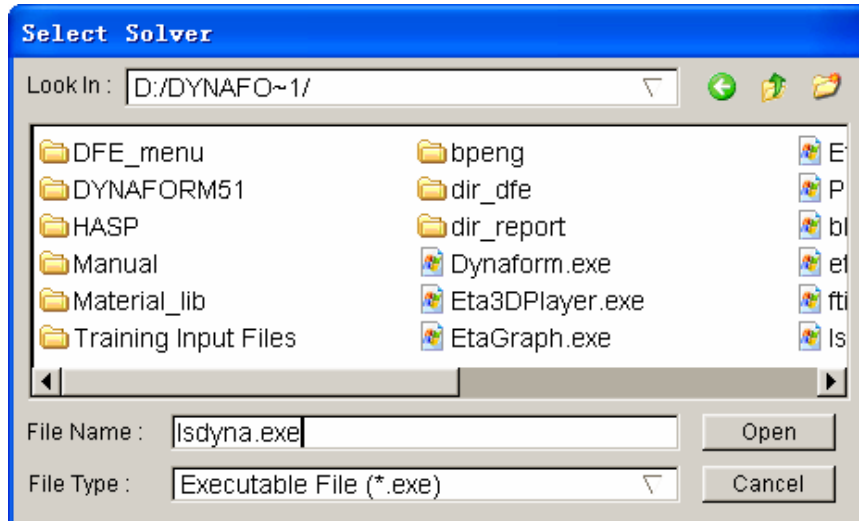 Select Solver
Look In : D:/DYNAFO~1/
DFE_menu
DYNAFORM51
HASP
Manual
Material_lib
Training Input Files
bpeng
dir_dfe
dir_report
Dynaform.exe
Eta3DPlayer.exe
EtaGraph.exe
File Name : lsdyna.exe
Open
File Type : Executable File (*.exe)
Cancel